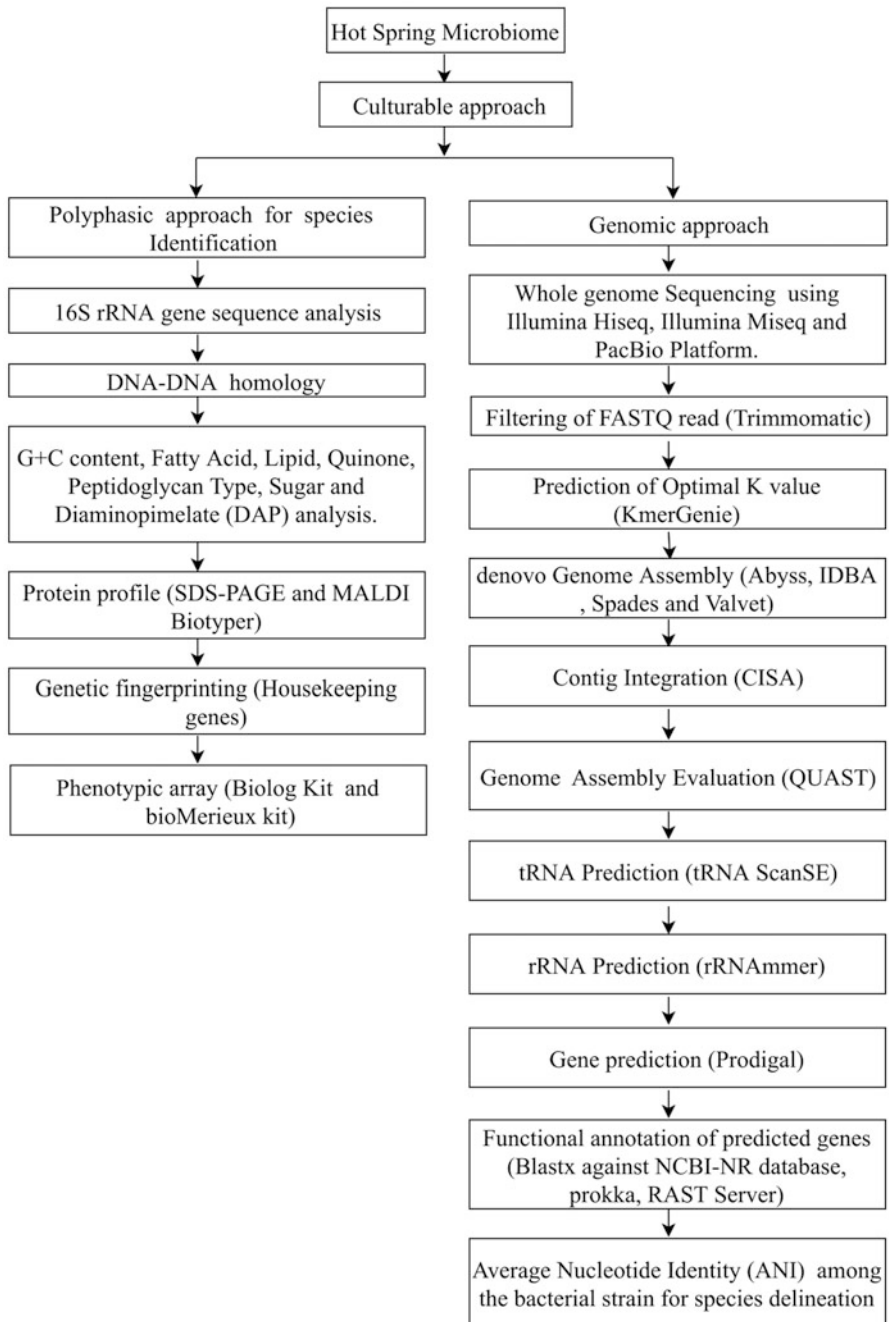 Hot Spring Microbiome
Culturable approach
Polyphasic approach for species
Identification
16S rRNA gene sequence analysis
DNA-DNA homology
G+C content, Fatty Acid, Lipid, Quinone,
Peptidoglycan Type, Sugar and
Diaminopimelate (DAP) analysis.
Protein profile (SDS-PAGE and MALDI
Biotyper)
Genetic fingerprinting (Housekeeping
genes)
Phenotypic array (Biolog Kit and
bioMerieux kit)
Genomic approach
Whole genome Sequencing using
Illumina Hiseq, Illumina Miseq and
PacBio Platform.
Filtering of FASTQ read (Trimmomatic)
Prediction of Optimal K value
(KmerGenie)
denovo Genome Assembly (Abyss, IDBA
, Spades and Valvet)
Contig Integration (CISA)
Genome Assembly Evaluation (QUAST)
tRNA Prediction (tRNA ScanSE)
rRNA Prediction (rRNAmmer)
Gene prediction (Prodigal)
Functional annotation of predicted genes
(Blastx against NCBI-NR database,
prokka, RAST Server)
Average Nucleotide Identity (ANI) among
the bacterial strain for species delineation